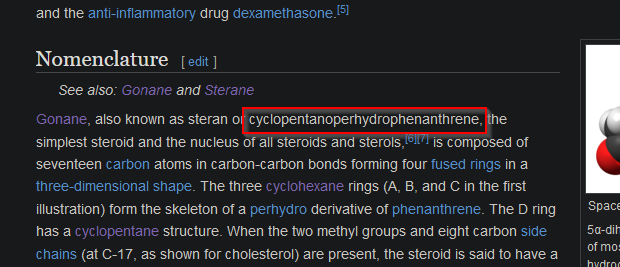 and the anti-inflammatory drug dexamethasone.[5]
Nomenclature [ edit ]
See also: Gonane and Sterane
Gonane, also known as steran or cyclopentanoperhydrophenanthrene, the
simplest steroid and the nucleus of all steroids and sterols,[6][7] is composed of
seventeen carbon atoms in carbon-carbon bonds forming four fused rings in a
three-dimensional shape. The three cyclohexane rings (A, B, and C in the first
illustration) form the skeleton of a perhydro derivative of phenanthrene. The D ring
has a cyclopentane structure. When the two methyl groups and eight carbon side
chains (at C-17, as shown for cholesterol) are present, the steroid is said to have a
Space
5α-dih
of mos
hydrog